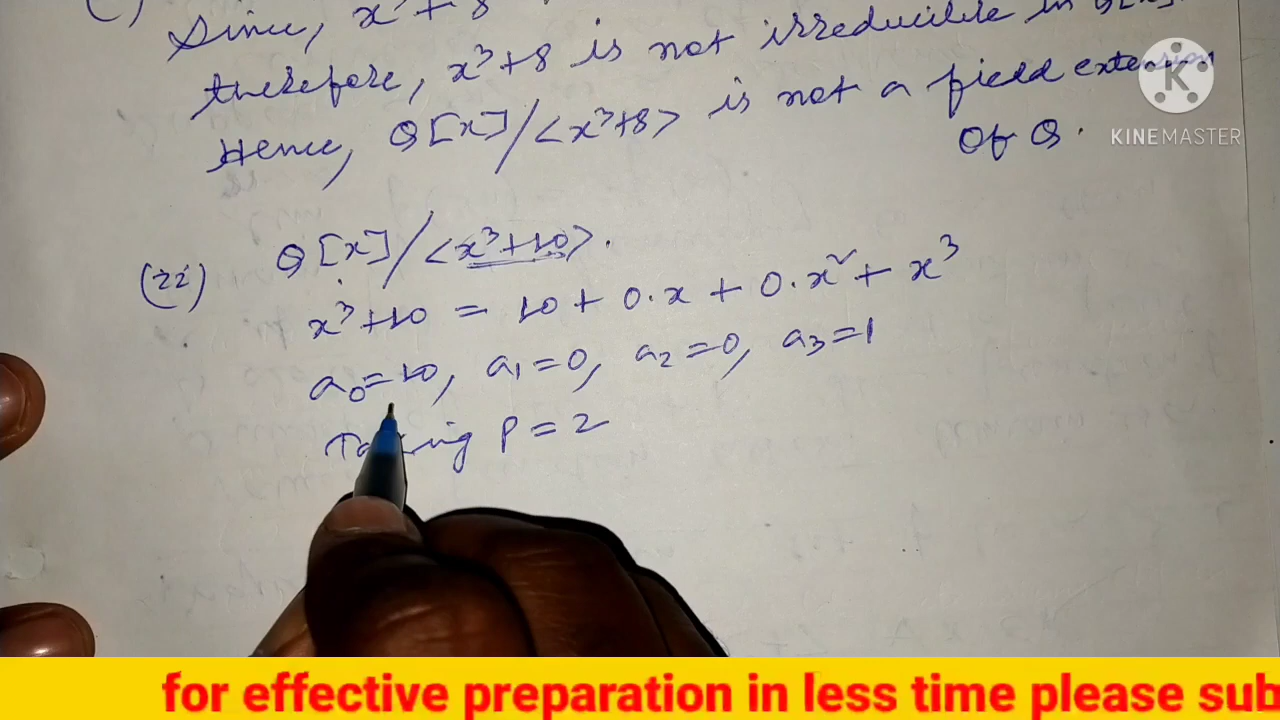 Since, x³+8
therefore, x³+8 is not irreducible in Q[x].
Hence, Q[x]/<x³+8> is not a field extension
of Q.
KINEMASTER
(ii) Q[x]/<x³+10>.
x³+10 = 10 + 0.x + 0.x² + x³
a₀=10, a₁=0, a₂=0, a₃=1
Taking P = 2
for effective preparation in less time please sub